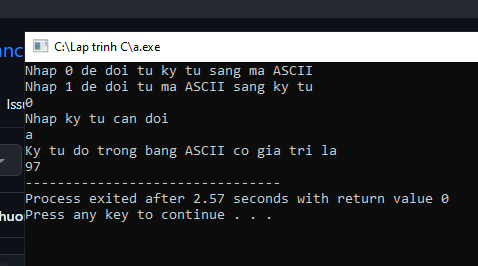 anc
C:\Lap trinh C\a.exe
Nhap 0 de doi tu ky tu sang ma ASCII
Nhap 1 de doi tu ma ASCII sang ky tu
Issu
0
Nhap ky tu can doi
a
Ky tu do trong bang ASCII co gia tri la
97
--------------------------------
Process exited after 2.57 seconds with return value 0
huo
Press any key to continue . . .